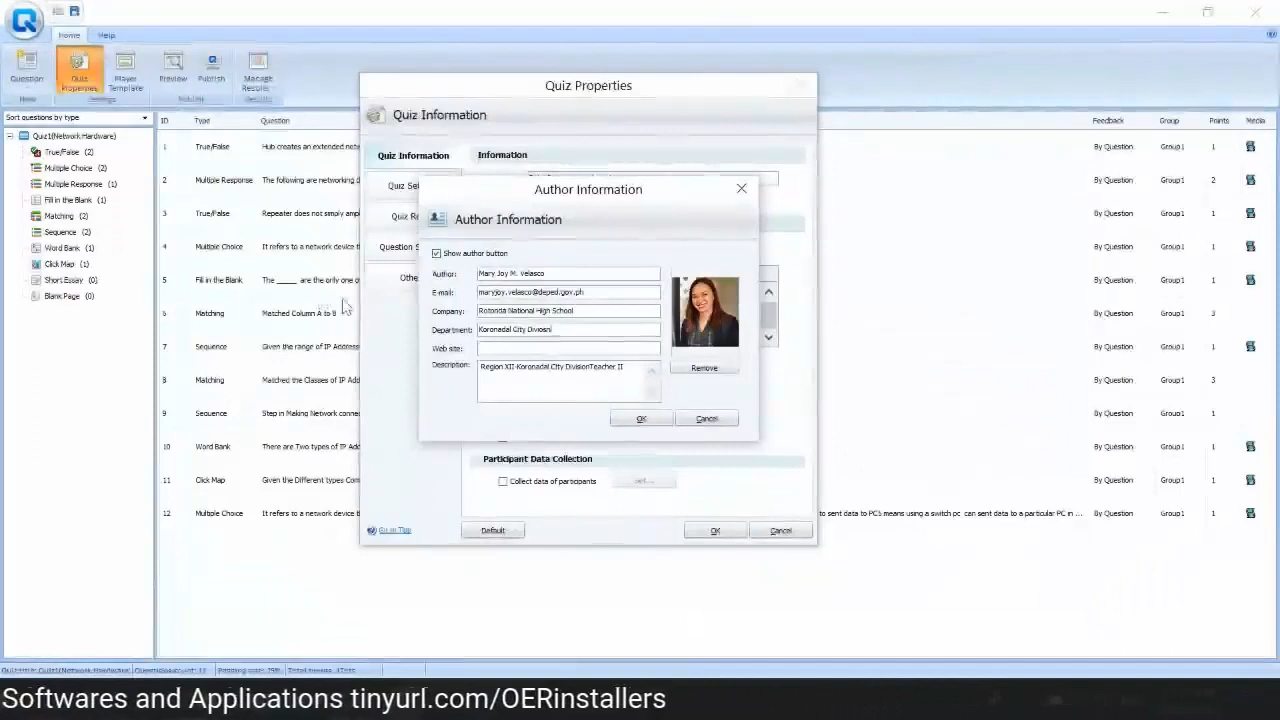 Home Help
Question Quiz Properties Player Template Preview Publish Manage Results
Sort questions by type
Quiz1(Network Hardware)
True/False (2)
Multiple Choice (2)
Multiple Response (1)
Fill in the Blank (1)
Matching (2)
Sequence (2)
Word Bank (1)
Click Map (1)
Short Essay (0)
Blank Page (0)
ID Type Question Feedback Group Points Media
1 True/False Hub creates an extended By Question Group1 1
2 Multiple Response The following are networking By Question Group1 2
3 True/False Repeater does not simply By Question Group1 1
4 Multiple Choice It refers to a network device By Question Group1 1
5 Fill in the Blank The _____ are the only one By Question Group1 1
6 Matching Matched Column A to B By Question Group1 3
7 Sequence Given the range of IP Address By Question Group1 1
8 Matching Matched the Classes of IP By Question Group1 3
9 Sequence Step in Making Network By Question Group1 1
10 Word Bank There are Two types of IP By Question Group1 1
11 Click Map Given the Different types By Question Group1 1
12 Multiple Choice It refers to a network device to sent data to PC5 means using a switch pc can sent data to a particular PC in ... By Question Group1 1
Quiz Properties
Quiz Information
Quiz Information
Information
Author Information
Author Information
Show author button
Author: Mary Joy M. Velasco
E-mail: maryjoy.velasco@deped.gov.ph
Company: Rotonda National High School
Department: Koronadal City Diviosn
Web site:
Description: Region XII-Koronadal City DivisionTeacher II
Remove
OK Cancel
Participant Data Collection
Collect data of participants
Go to Tip Default OK Cancel
Softwares and Applications tinyurl.com/OERinstallers